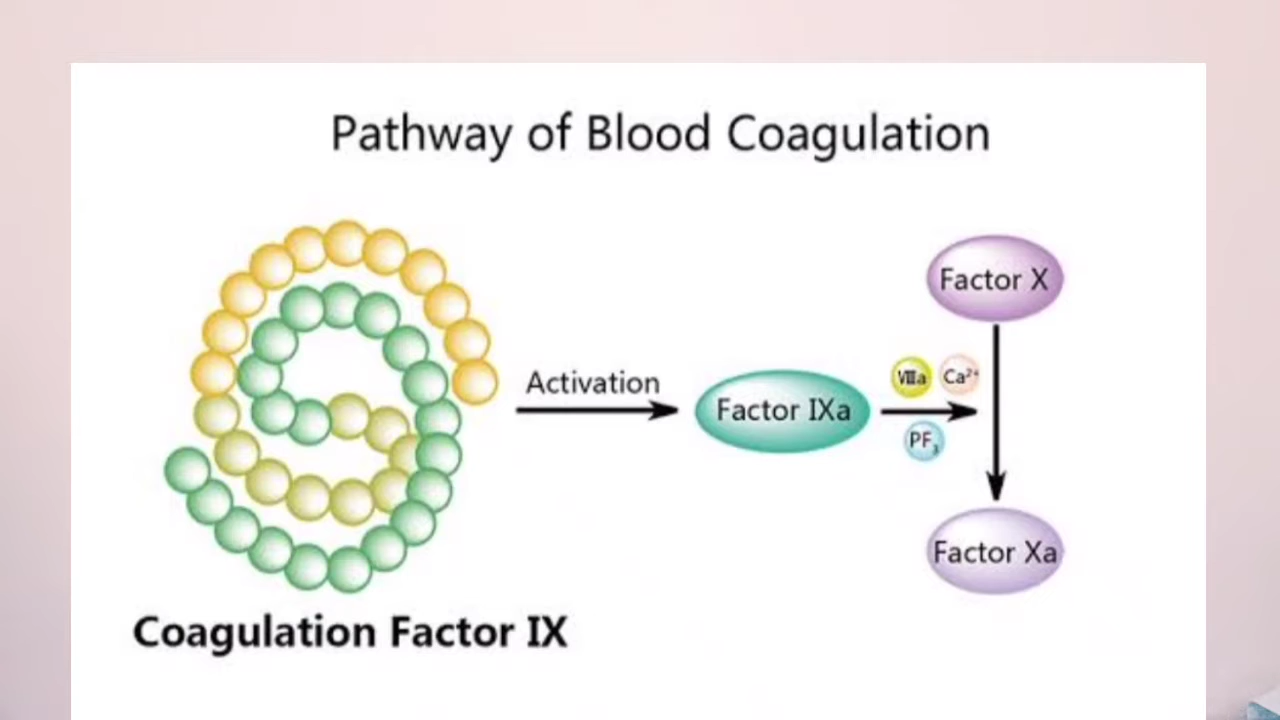 Pathway of Blood Coagulation
Factor X
Activation
Factor IXa
Ⅷa
Ca²⁺
PF₃
Factor Xa
Coagulation Factor IX